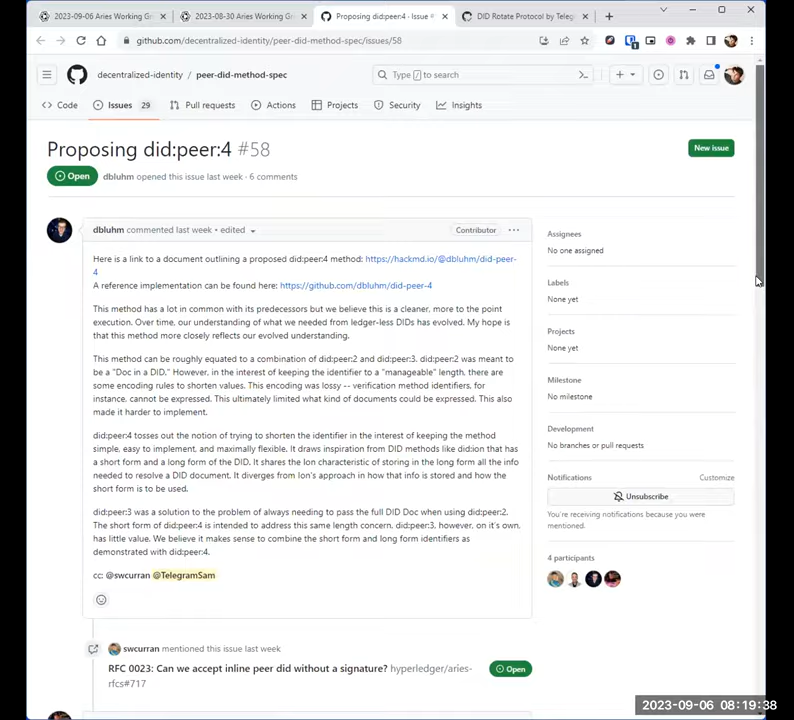 2023-09-06 Aries Working Gr
2023-08-30 Aries Working Gr
Proposing did:peer:4 · Issue #
DID Rotate Protocol by Teleg
github.com/decentralized-identity/peer-did-method-spec/issues/58
decentralized-identity / peer-did-method-spec
Type / to search
Code
Issues 29
Pull requests
Actions
Projects
Security
Insights
Proposing did:peer:4 #58
New issue
Open
dbluhm opened this issue last week · 6 comments
dbluhm commented last week • edited
Contributor
Here is a link to a document outlining a proposed did:peer:4 method: https://hackmd.io/@dbluhm/did-peer-
4
A reference implementation can be found here: https://github.com/dbluhm/did-peer-4
This method has a lot in common with its predecessors but we believe this is a cleaner, more to the point
execution. Over time, our understanding of what we needed from ledger-less DIDs has evolved. My hope is
that this method more closely reflects our evolved understanding.
This method can be roughly equated to a combination of did:peer:2 and did:peer:3. did:peer:2 was meant to
be a "Doc in a DID." However, in the interest of keeping the identifier to a "manageable" length, there are
some encoding rules to shorten values. This encoding was lossy -- verification method identifiers, for
instance, cannot be expressed. This ultimately limited what kind of documents could be expressed. This also
made it harder to implement.
did:peer:4 tosses out the notion of trying to shorten the identifier in the interest of keeping the method
simple, easy to implement, and maximally flexible. It draws inspiration from DID methods like did:ion that has
a short form and a long form of the DID. It shares the Ion characteristic of storing in the long form all the info
needed to resolve a DID document. It diverges from Ion's approach in how that info is stored and how the
short form is to be used.
did:peer:3 was a solution to the problem of always needing to pass the full DID Doc when using did:peer:2.
The short form of did:peer:4 is intended to address this same length concern. did:peer:3, however, on it's own,
has little value. We believe it makes sense to combine the short form and long form identifiers as
demonstrated with did:peer:4.
cc: @swcurran @TelegramSam
Assignees
No one assigned
Labels
None yet
Projects
None yet
Milestone
No milestone
Development
No branches or pull requests
Notifications
Customize
Unsubscribe
You're receiving notifications because you were
mentioned.
4 participants
swcurran mentioned this issue last week
RFC 0023: Can we accept inline peer did without a signature? hyperledger/aries-
rfcs#717
Open
2023-09-06 08:19:38